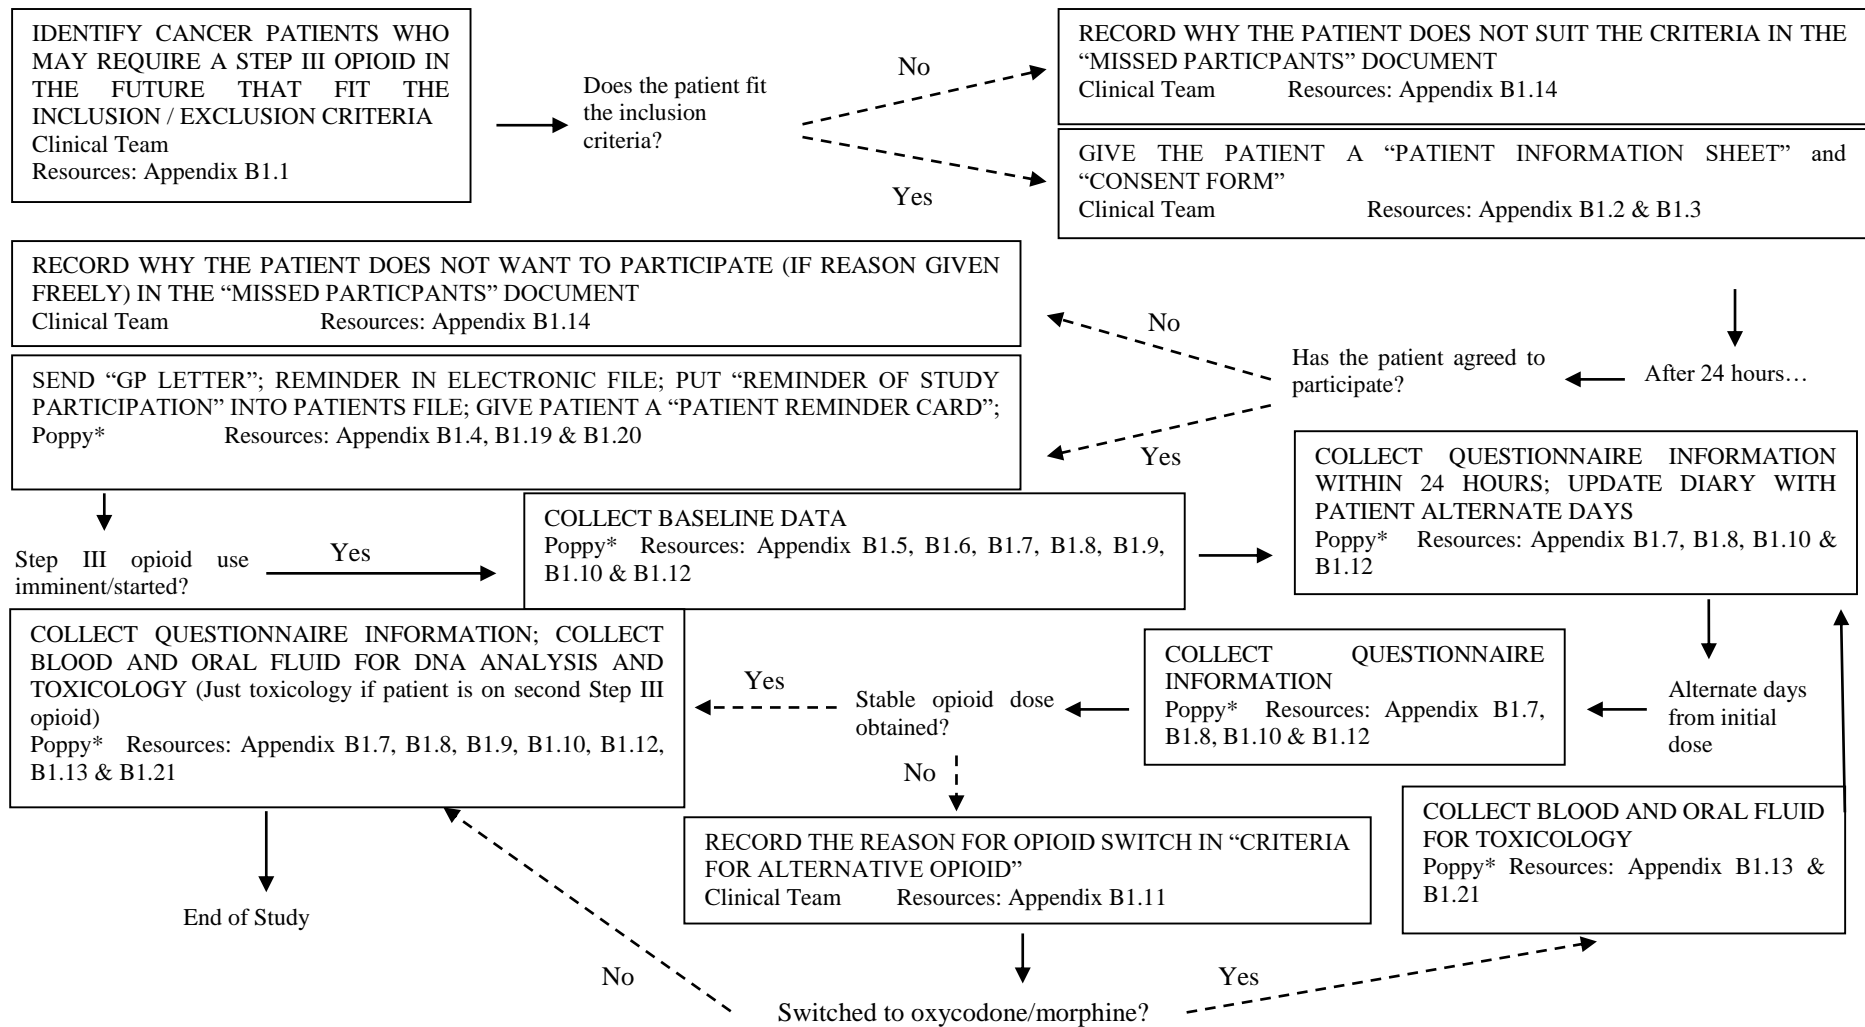 IDENTIFY CANCER PATIENTS WHO
MAY REQUIRE A STEP III OPIOID IN
THE FUTURE THAT FIT THE
INCLUSION / EXCLUSION CRITERIA
Clinical Team
Resources: Appendix B1.1
Does the patient fit
the inclusion
criteria?
No
Yes
RECORD WHY THE PATIENT DOES NOT SUIT THE CRITERIA IN THE
“MISSED PARTICPANTS” DOCUMENT
Clinical Team Resources: Appendix B1.14
GIVE THE PATIENT A “PATIENT INFORMATION SHEET” and
“CONSENT FORM”
Clinical Team Resources: Appendix B1.2 & B1.3
After 24 hours…
Has the patient agreed to
participate?
No
Yes
RECORD WHY THE PATIENT DOES NOT WANT TO PARTICIPATE (IF REASON GIVEN
FREELY) IN THE “MISSED PARTICPANTS” DOCUMENT
Clinical Team Resources: Appendix B1.14
SEND “GP LETTER”; REMINDER IN ELECTRONIC FILE; PUT “REMINDER OF STUDY
PARTICIPATION” INTO PATIENTS FILE; GIVE PATIENT A “PATIENT REMINDER CARD”;
Poppy* Resources: Appendix B1.4, B1.19 & B1.20
Step III opioid use
imminent/started?
Yes
COLLECT BASELINE DATA
Poppy* Resources: Appendix B1.5, B1.6, B1.7, B1.8, B1.9,
B1.10 & B1.12
COLLECT QUESTIONNAIRE INFORMATION
WITHIN 24 HOURS; UPDATE DIARY WITH
PATIENT ALTERNATE DAYS
Poppy* Resources: Appendix B1.7, B1.8, B1.10 &
B1.12
Alternate days
from initial
dose
COLLECT QUESTIONNAIRE
INFORMATION
Poppy* Resources: Appendix B1.7,
B1.8, B1.10 & B1.12
Stable opioid dose
obtained?
Yes
No
COLLECT QUESTIONNAIRE INFORMATION; COLLECT
BLOOD AND ORAL FLUID FOR DNA ANALYSIS AND
TOXICOLOGY (Just toxicology if patient is on second Step III
opioid)
Poppy* Resources: Appendix B1.7, B1.8, B1.9, B1.10, B1.12,
B1.13 & B1.21
End of Study
RECORD THE REASON FOR OPIOID SWITCH IN “CRITERIA
FOR ALTERNATIVE OPIOID”
Clinical Team Resources: Appendix B1.11
Switched to oxycodone/morphine?
No
Yes
COLLECT BLOOD AND ORAL FLUID
FOR TOXICOLOGY
Poppy* Resources: Appendix B1.13 &
B1.21